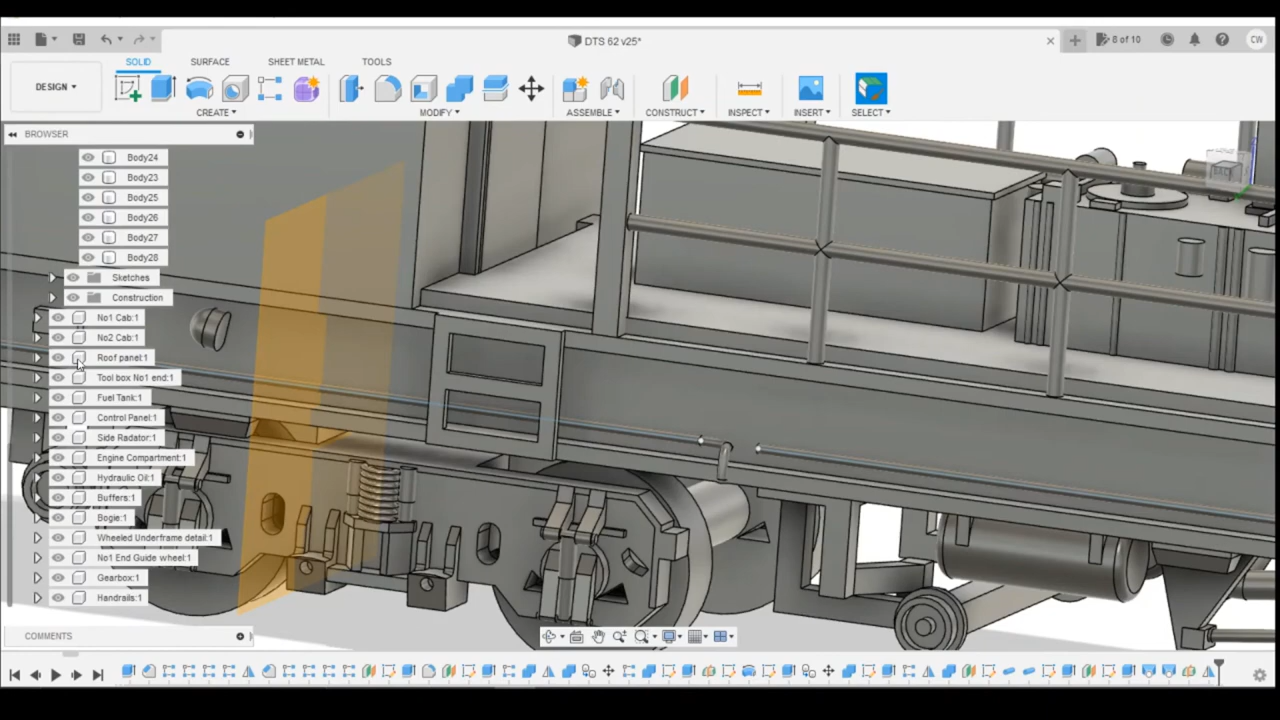 DTS 62 v25*
8 of 10
CW
DESIGN
SOLID
SURFACE
SHEET METAL
TOOLS
CREATE
MODIFY
ASSEMBLE
CONSTRUCT
INSPECT
INSERT
SELECT
BROWSER
Body24
Body23
Body25
Body26
Body27
Body28
Sketches
Construction
No1 Cab:1
No2 Cab:1
Roof panel:1
Tool box No1 end:1
Fuel Tank:1
Control Panel:1
Side Radator:1
Engine Compartment:1
Hydraulic Oil:1
Buffers:1
Bogie:1
Wheeled Underframe detail:1
No1 End Guide wheel:1
Gearbox:1
Handrails:1
COMMENTS